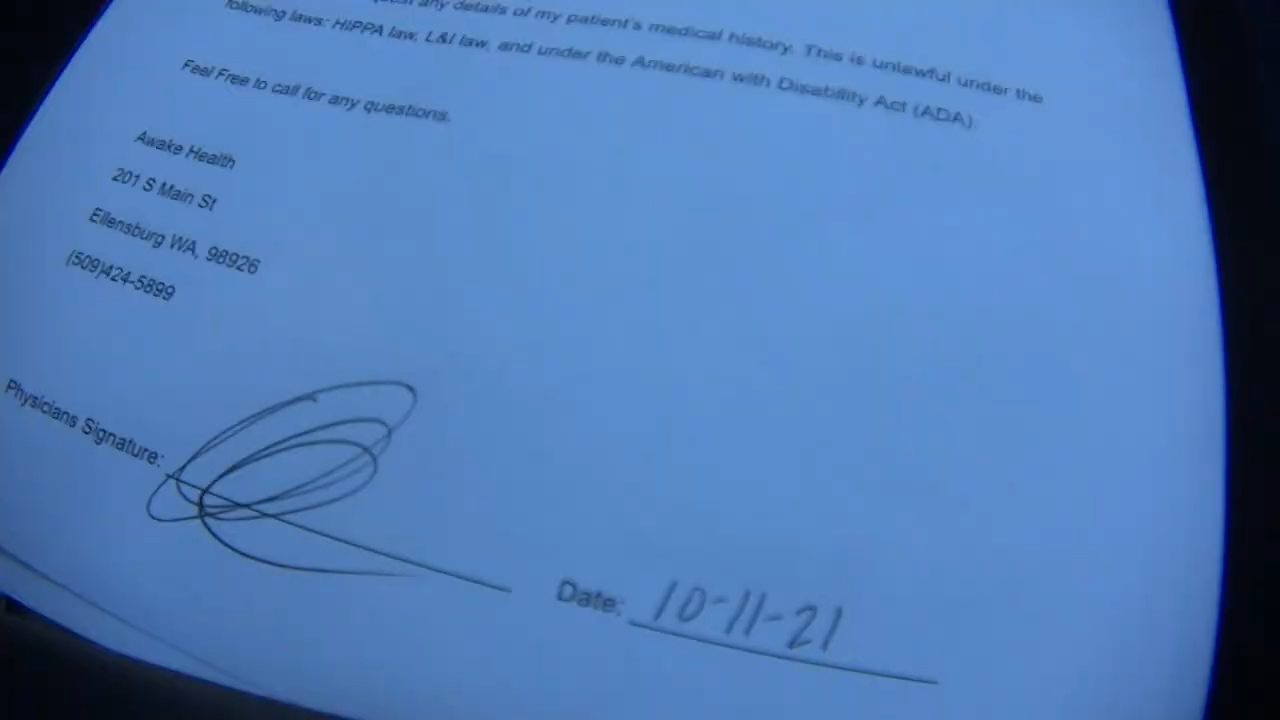 any details of my patient's medical history. This is unlawful under the
following laws: HIPPA law, L&I law, and under the American with Disability Act (ADA).
Feel Free to call for any questions.
Awake Health
201 S Main St
Ellensburg WA, 98926
(509)424-5899
Physicians Signature:
Date: 10-11-21